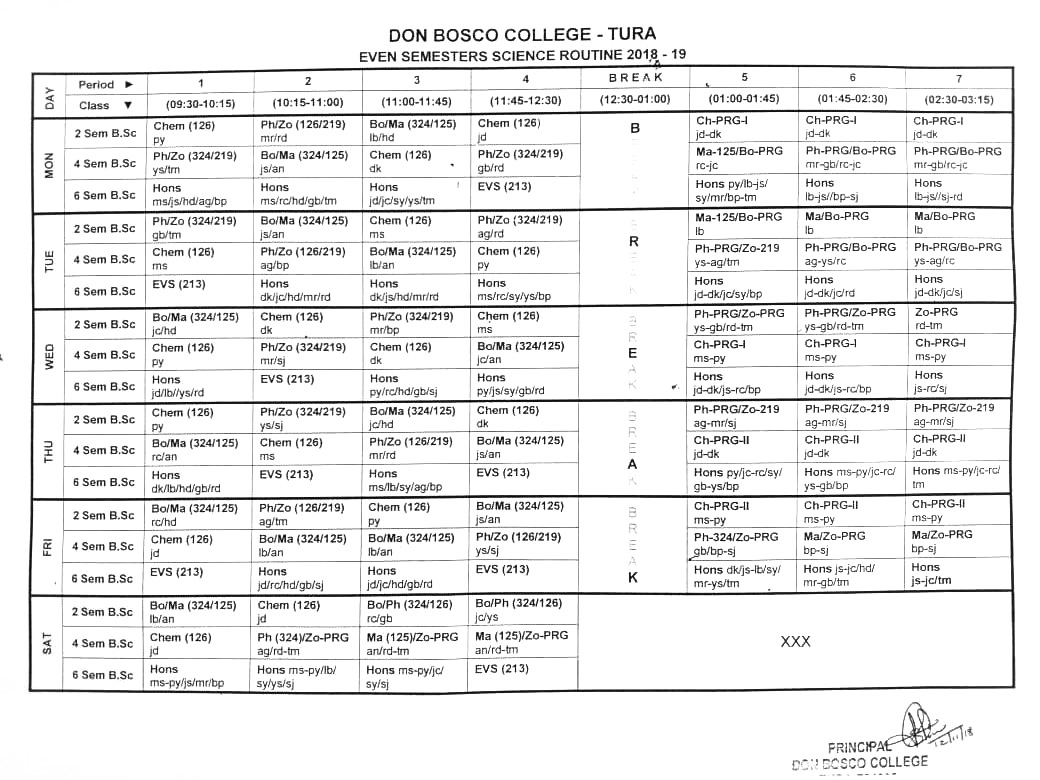 DON BOSCO COLLEGE - TURA
EVEN SEMESTERS SCIENCE ROUTINE 2018 - 19
DAY Period ► 1 2 3 4 BREAK 5 6 7
Class ▼ (09:30-10:15) (10:15-11:00) (11:00-11:45) (11:45-12:30) (12:30-01:00) (01:00-01:45) (01:45-02:30) (02:30-03:15)
MON
2 Sem B.Sc Chem (126) Ph/Zo (126/219) Bo/Ma (324/125) Chem (126) B Ch-PRG-I Ch-PRG-I Ch-PRG-I
py mr/rd lb/hd jd jd-dk jd-dk jd-dk
4 Sem B.Sc Ph/Zo (324/219) Bo/Ma (324/125) Chem (126) Ph/Zo (324/219) Ma-125/Bo-PRG Ph-PRG/Bo-PRG Ph-PRG/Bo-PRG
ys/tm js/an dk gb/rd rc-jc mr-gb/rc-jc mr-gb/rc-jc
6 Sem B.Sc Hons Hons Hons EVS (213) Hons py/lb-js/ Hons Hons
ms/js/hd/ag/bp ms/rc/hd/gb/tm jd/jc/sy/ys/tm sy/mr/bp-tm lb-js//bp-sj lb-js//sj-rd
TUE
2 Sem B.Sc Ph/Zo (324/219) Bo/Ma (324/125) Chem (126) Ph/Zo (324/219) R Ma-125/Bo-PRG Ma/Bo-PRG Ma/Bo-PRG
gb/tm js/an ms ag/rd lb lb lb
4 Sem B.Sc Chem (126) Ph/Zo (126/219) Bo/Ma (324/125) Chem (126) Ph-PRG/Zo-219 Ph-PRG/Bo-PRG Ph-PRG/Bo-PRG
ms ag/bp lb/an py ys-ag/tm ag-ys/rc ys-ag/rc
6 Sem B.Sc EVS (213) Hons Hons Hons Hons Hons Hons
dk/jc/hd/mr/rd dk/js/hd/mr/rd ms/rc/sy/ys/bp jd-dk/jc/sy/bp jd-dk/jc/rd jd-dk/jc/sj
WED
2 Sem B.Sc Bo/Ma (324/125) Chem (126) Ph/Zo (324/219) Chem (126) BREAK Ph-PRG/Zo-PRG Ph-PRG/Zo-PRG Zo-PRG
jc/hd dk mr/bp ms ys-gb/rd-tm ys-gb/rd-tm rd-tm
4 Sem B.Sc Chem (126) Ph/Zo (324/219) Chem (126) Bo/Ma (324/125) E Ch-PRG-I Ch-PRG-I Ch-PRG-I
py mr/sj dk jc/an ms-py ms-py ms-py
6 Sem B.Sc Hons EVS (213) Hons Hons Hons Hons Hons
jd/lb//ys/rd py/rc/hd/gb/sj py/js/sy/gb/rd jd-dk/js-rc/bp jd-dk/js-rc/bp js-rc/sj
THU
2 Sem B.Sc Chem (126) Ph/Zo (324/219) Bo/Ma (324/125) Chem (126) BREAK Ph-PRG/Zo-219 Ph-PRG/Zo-219 Ph-PRG/Zo-219
py ys/sj jc/hd dk ag-mr/sj ag-mr/sj ag-mr/sj
4 Sem B.Sc Bo/Ma (324/125) Chem (126) Ph/Zo (126/219) Bo/Ma (324/125) A Ch-PRG-II Ch-PRG-II Ch-PRG-II
rc/an ms mr/rd js/an jd-dk jd-dk jd-dk
6 Sem B.Sc Hons EVS (213) Hons EVS (213) Hons py/jc-rc/sy/ Hons ms-py/jc-rc/ Hons ms-py/jc-rc/
dk/lb/hd/gb/rd ms/lb/sy/ag/bp gb-ys/bp ys-gb/bp tm
FRI
2 Sem B.Sc Bo/Ma (324/125) Ph/Zo (126/219) Chem (126) Bo/Ma (324/125) BREAK Ch-PRG-II Ch-PRG-II Ch-PRG-II
rc/hd ag/tm py js/an ms-py ms-py ms-py
4 Sem B.Sc Chem (126) Bo/Ma (324/125) Bo/Ma (324/125) Ph/Zo (126/219) Ph-324/Zo-PRG Ma/Zo-PRG Ma/Zo-PRG
jd lb/an lb/an ys/sj gb/bp-sj bp-sj bp-sj
6 Sem B.Sc EVS (213) Hons Hons EVS (213) K Hons dk/js-lb/sy/ Hons js-jc/hd/ Hons
jd/rc/hd/gb/sj jd/jc/hd/gb/rd mr-ys/tm mr-gb/tm js-jc/tm
SAT
2 Sem B.Sc Bo/Ma (324/125) Chem (126) Bo/Ph (324/126) Bo/Ph (324/126) XXX
lb/an jd rc/gb jc/ys
4 Sem B.Sc Chem (126) Ph (324)/Zo-PRG Ma (125)/Zo-PRG Ma (125)/Zo-PRG
jd ag/rd-tm an/rd-tm an/rd-tm
6 Sem B.Sc Hons Hons ms-py/lb/ Hons ms-py/jc/ EVS (213)
ms-py/js/mr/bp sy/ys/sj sy/sj
12/11/18
PRINCIPAL
DON BOSCO COLLEGE